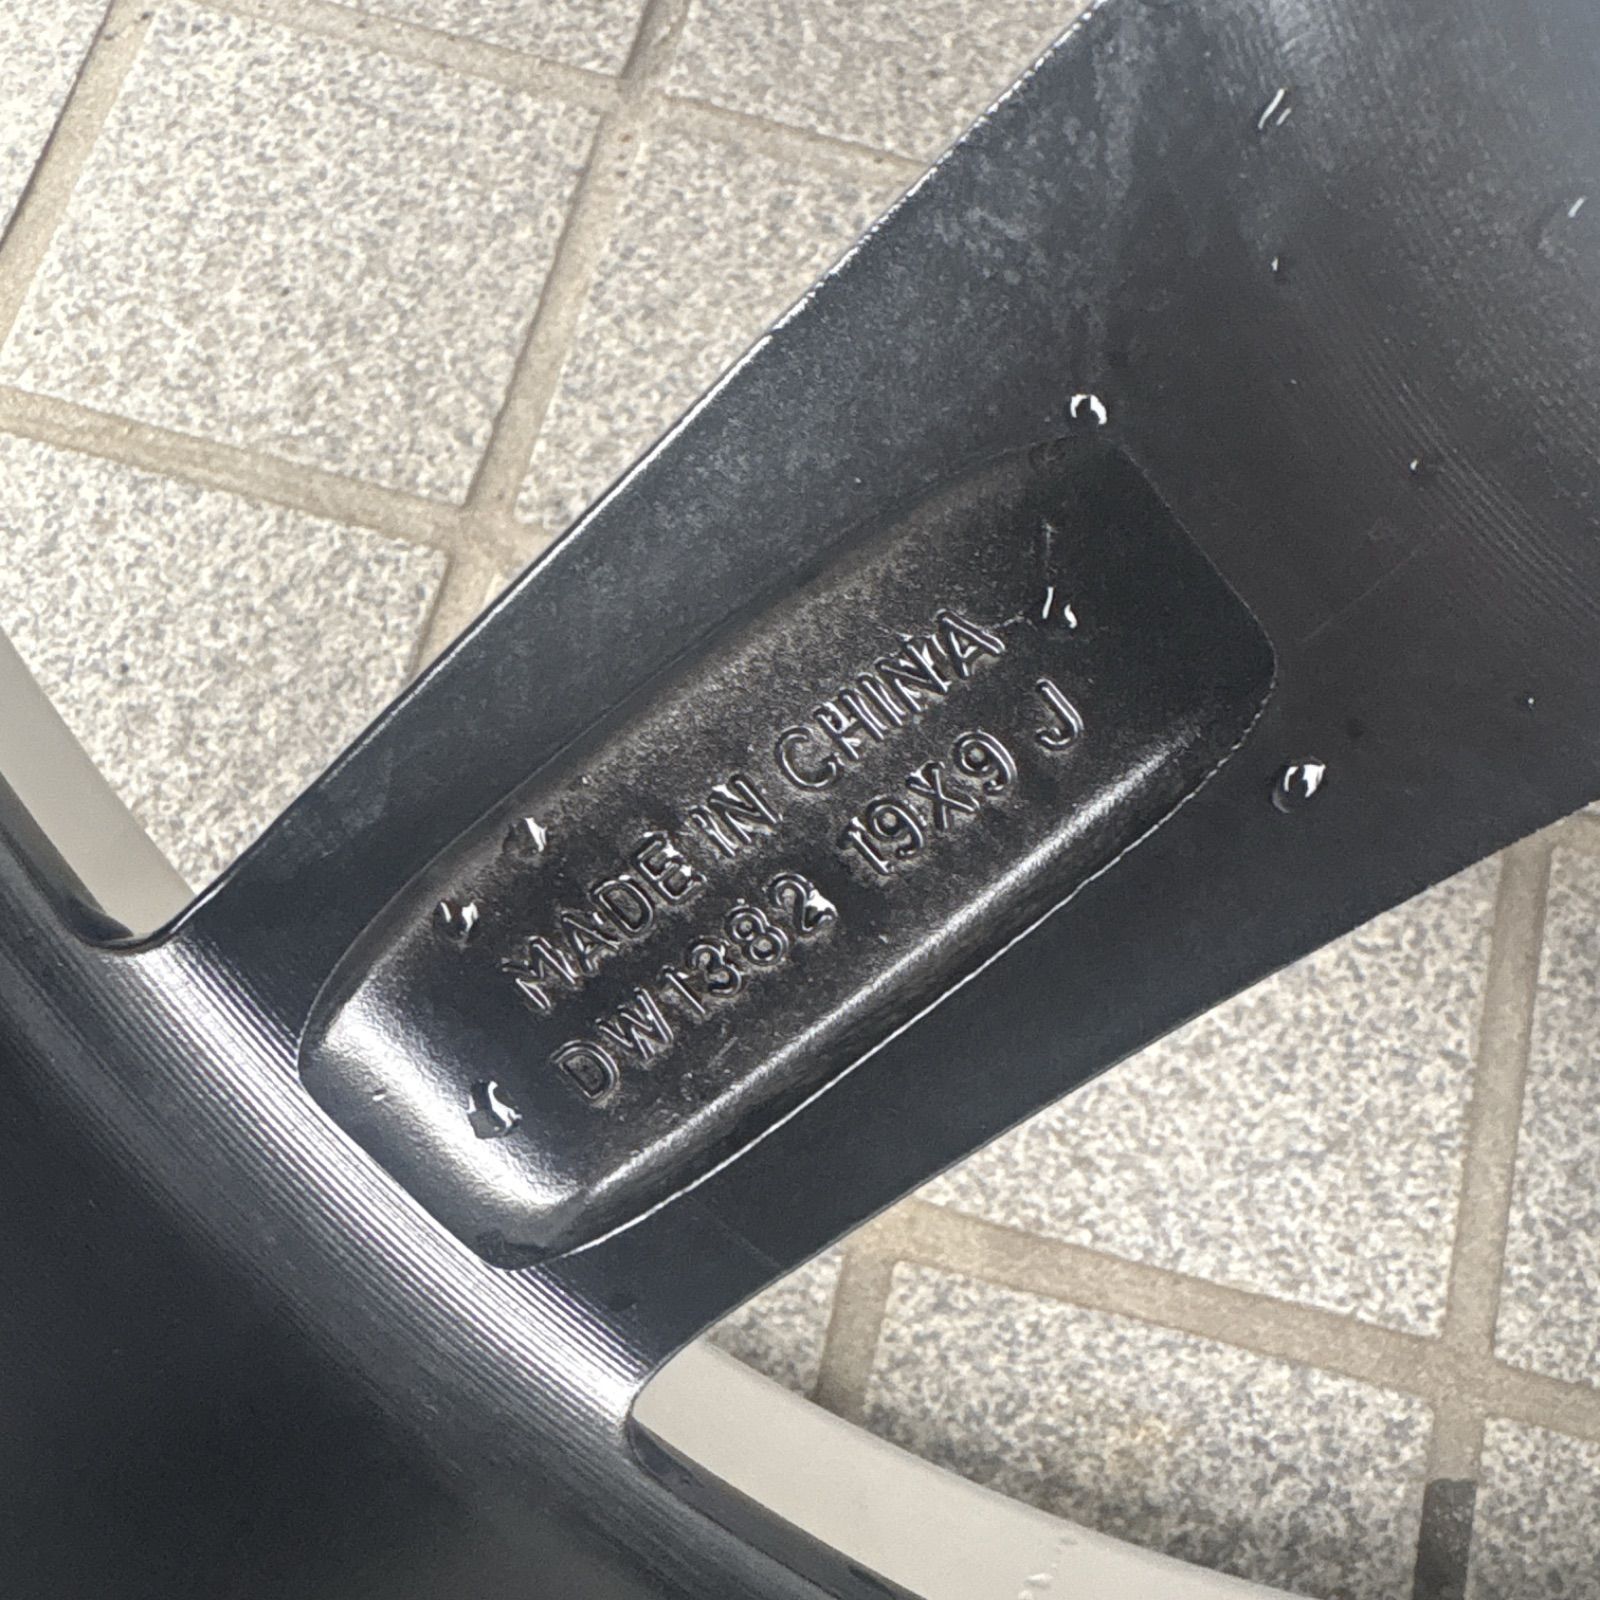 MADE IN CHINA
DW1382 19X9 J